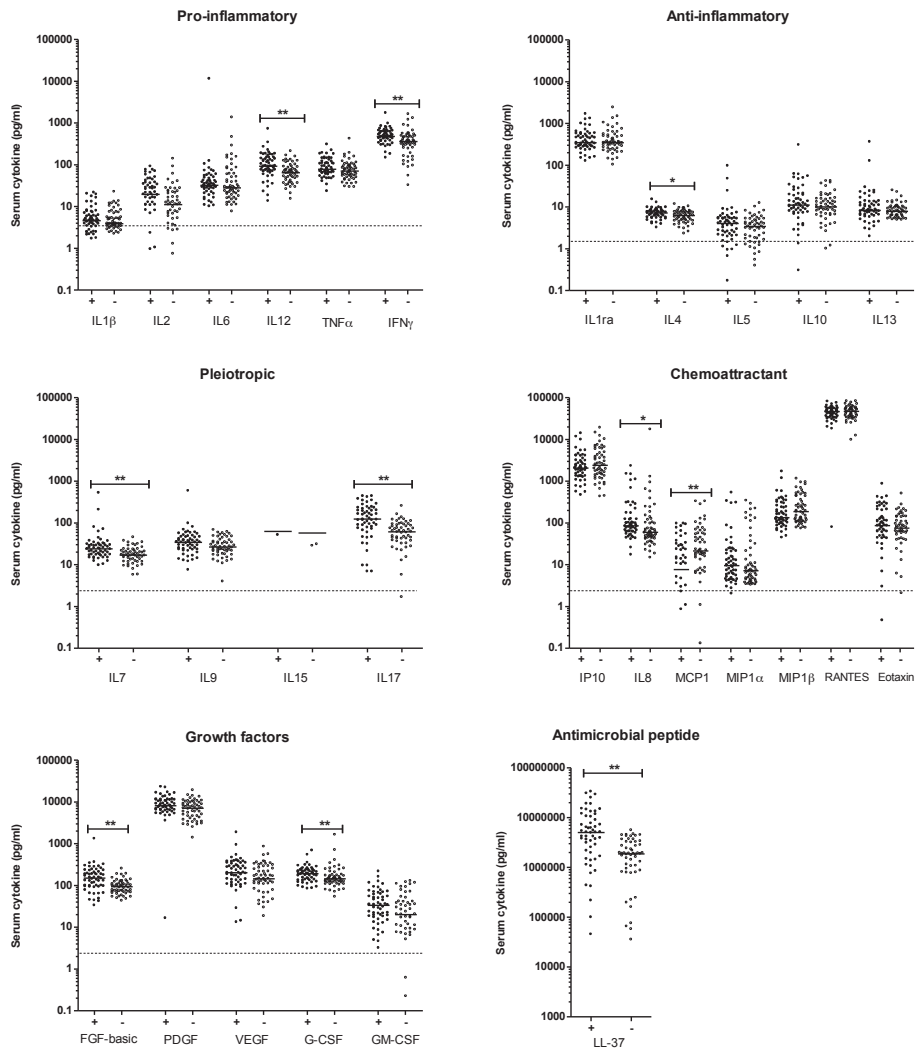 Pro-inflammatory
Serum cytokine (pg/ml)
100000
10000
1000
100
10
1
0.1
** **
+ - + - + - + - + - + -
IL1β IL2 IL6 IL12 TNFα IFNγ
Anti-inflammatory
Serum cytokine (pg/ml)
100000
10000
1000
100
10
1
0.1
*
+ - + - + - + - + -
IL1ra IL4 IL5 IL10 IL13
Pleiotropic
Serum cytokine (pg/ml)
100000
10000
1000
100
10
1
0.1
** **
+ - + - + - + -
IL7 IL9 IL15 IL17
Chemoattractant
Serum cytokine (pg/ml)
100000
10000
1000
100
10
1
0.1
* **
+ - + - + - + - + - + - + -
IP10 IL8 MCP1 MIP1α MIP1β RANTES Eotaxin
Growth factors
Serum cytokine (pg/ml)
100000
10000
1000
100
10
1
0.1
** **
+ - + - + - + - + -
FGF-basic PDGF VEGF G-CSF GM-CSF
Antimicrobial peptide
Serum cytokine (pg/ml)
100000000
10000000
1000000
100000
10000
1000
**
+ -
LL-37